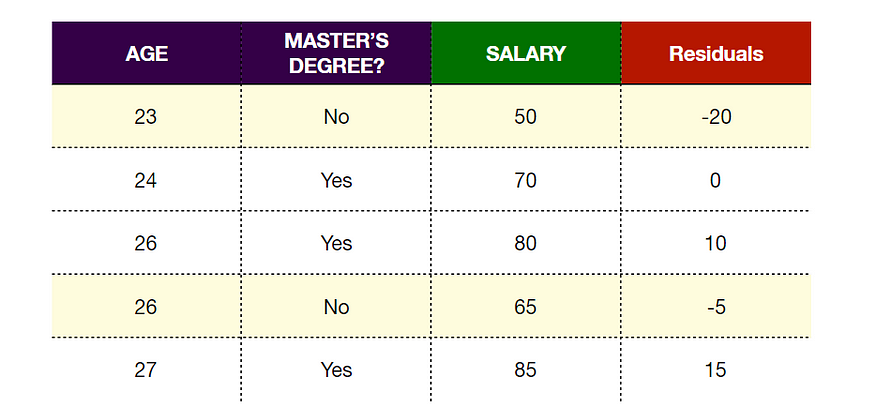 AGE MASTER'S DEGREE? SALARY Residuals
23 No 50 -20
24 Yes 70 0
26 Yes 80 10
26 No 65 -5
27 Yes 85 15